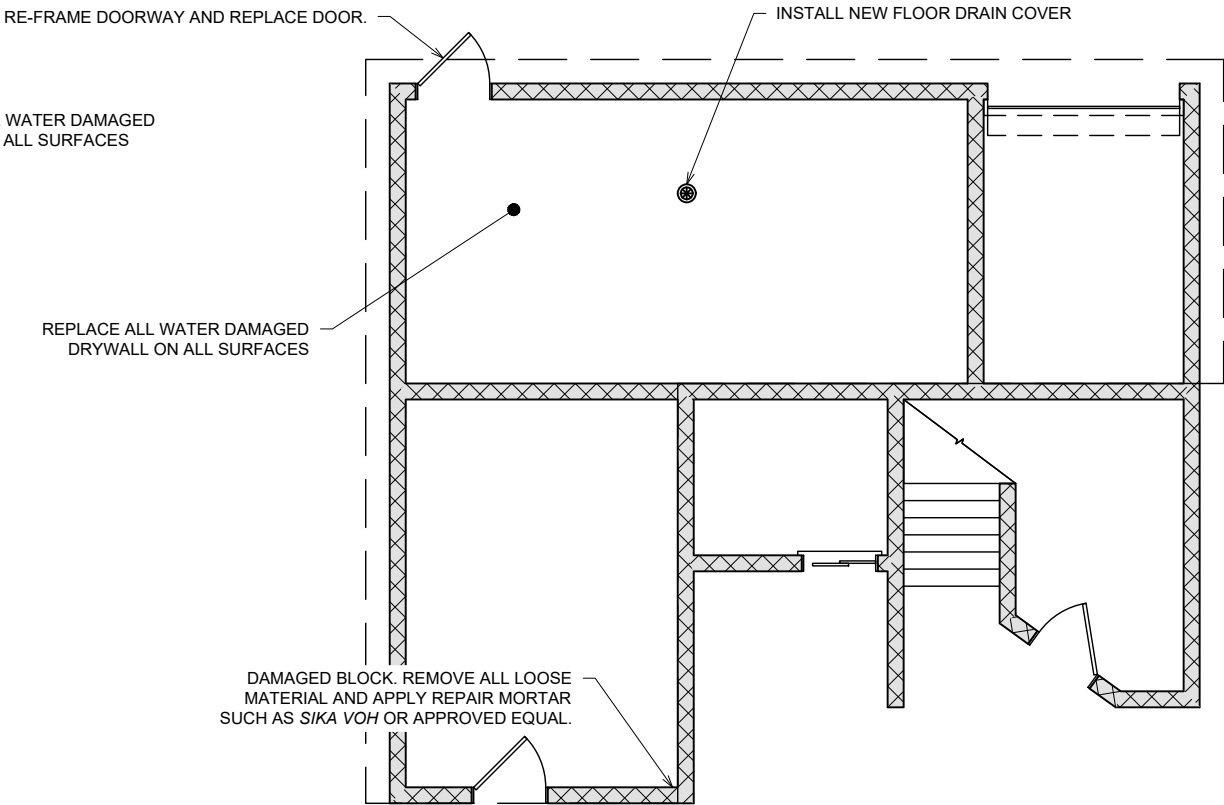 RE-FRAME DOORWAY AND REPLACE DOOR.
INSTALL NEW FLOOR DRAIN COVER
WATER DAMAGED
ALL SURFACES
REPLACE ALL WATER DAMAGED
DRYWALL ON ALL SURFACES
DAMAGED BLOCK. REMOVE ALL LOOSE
MATERIAL AND APPLY REPAIR MORTAR
SUCH AS SIKA VOH OR APPROVED EQUAL.